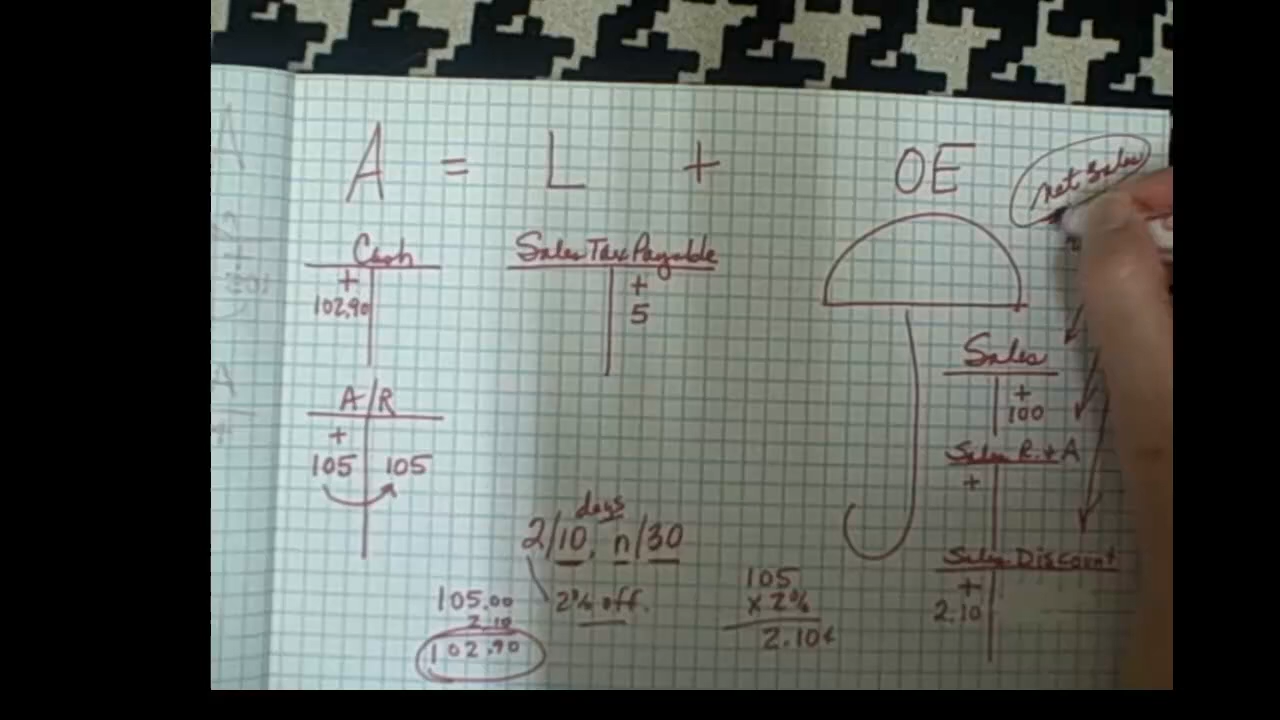 A = L + OE
net Sales
Cash
+
102.90
Sales Tax Payable
+
5
A/R
+
105 105
Sales
+
100
Sales R. + A
+
Sales Discount
+
2.10
days
2/10, n/30
2% off.
105.00
2.10
102.90
105
x 2%
2.10¢